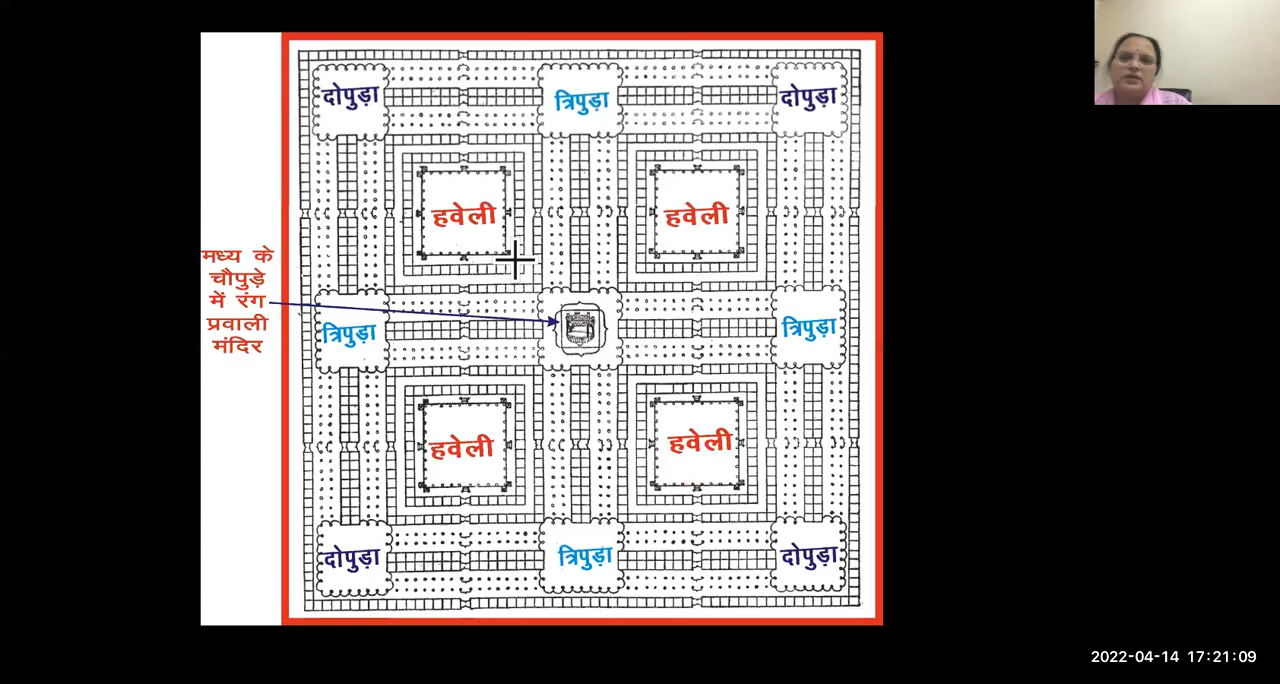 दोपुड़ा त्रिपुड़ा दोपुड़ा
हवेली हवेली
मध्य के
चौपुड़े
में रंग
प्रवाली
मंदिर
त्रिपुड़ा त्रिपुड़ा
हवेली हवेली
दोपुड़ा त्रिपुड़ा दोपुड़ा
2022-04-14 17:21:09